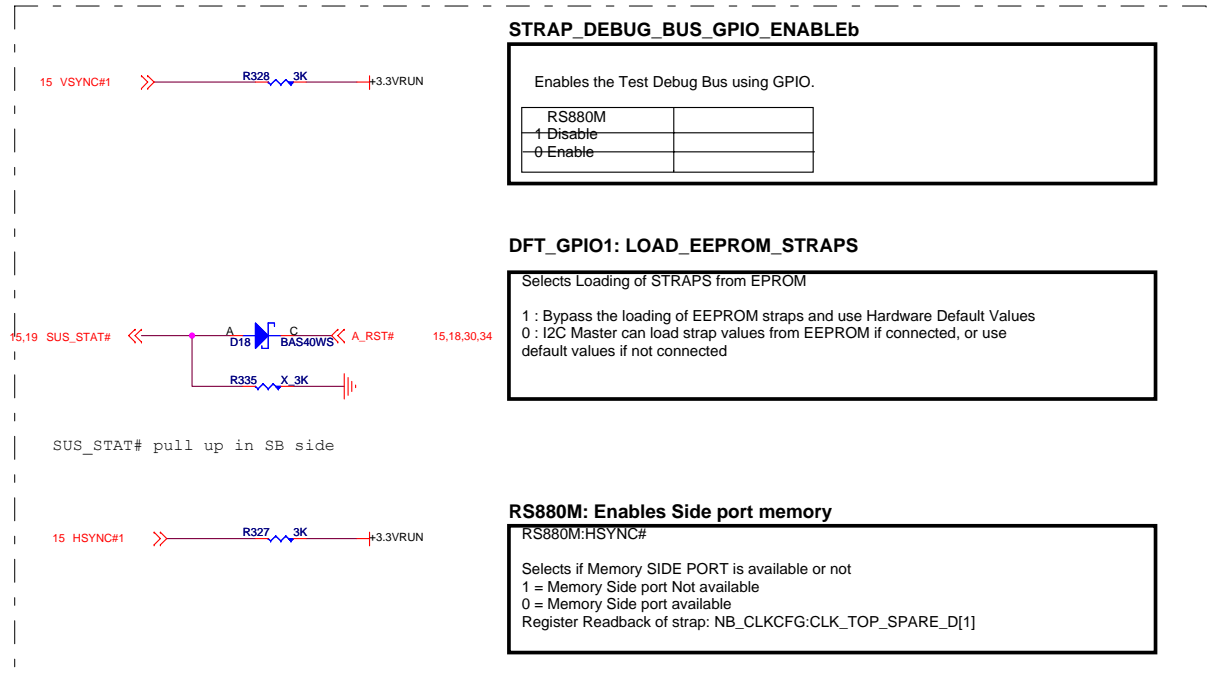 STRAP_DEBUG_BUS_GPIO_ENABLEb
15 VSYNC#1 R328 3K +3.3VRUN
Enables the Test Debug Bus using GPIO.
RS880M
1 Disable
0 Enable
DFT_GPIO1: LOAD_EEPROM_STRAPS
Selects Loading of STRAPS from EPROM
1 : Bypass the loading of EEPROM straps and use Hardware Default Values
0 : I2C Master can load strap values from EEPROM if connected, or use
default values if not connected
15,19 SUS_STAT# A C A_RST# 15,18,30,34
D18 BAS40WS
R335 X_3K
SUS_STAT# pull up in SB side
RS880M: Enables Side port memory
15 HSYNC#1 R327 3K +3.3VRUN
RS880M:HSYNC#
Selects if Memory SIDE PORT is available or not
1 = Memory Side port Not available
0 = Memory Side port available
Register Readback of strap: NB_CLKCFG:CLK_TOP_SPARE_D[1]